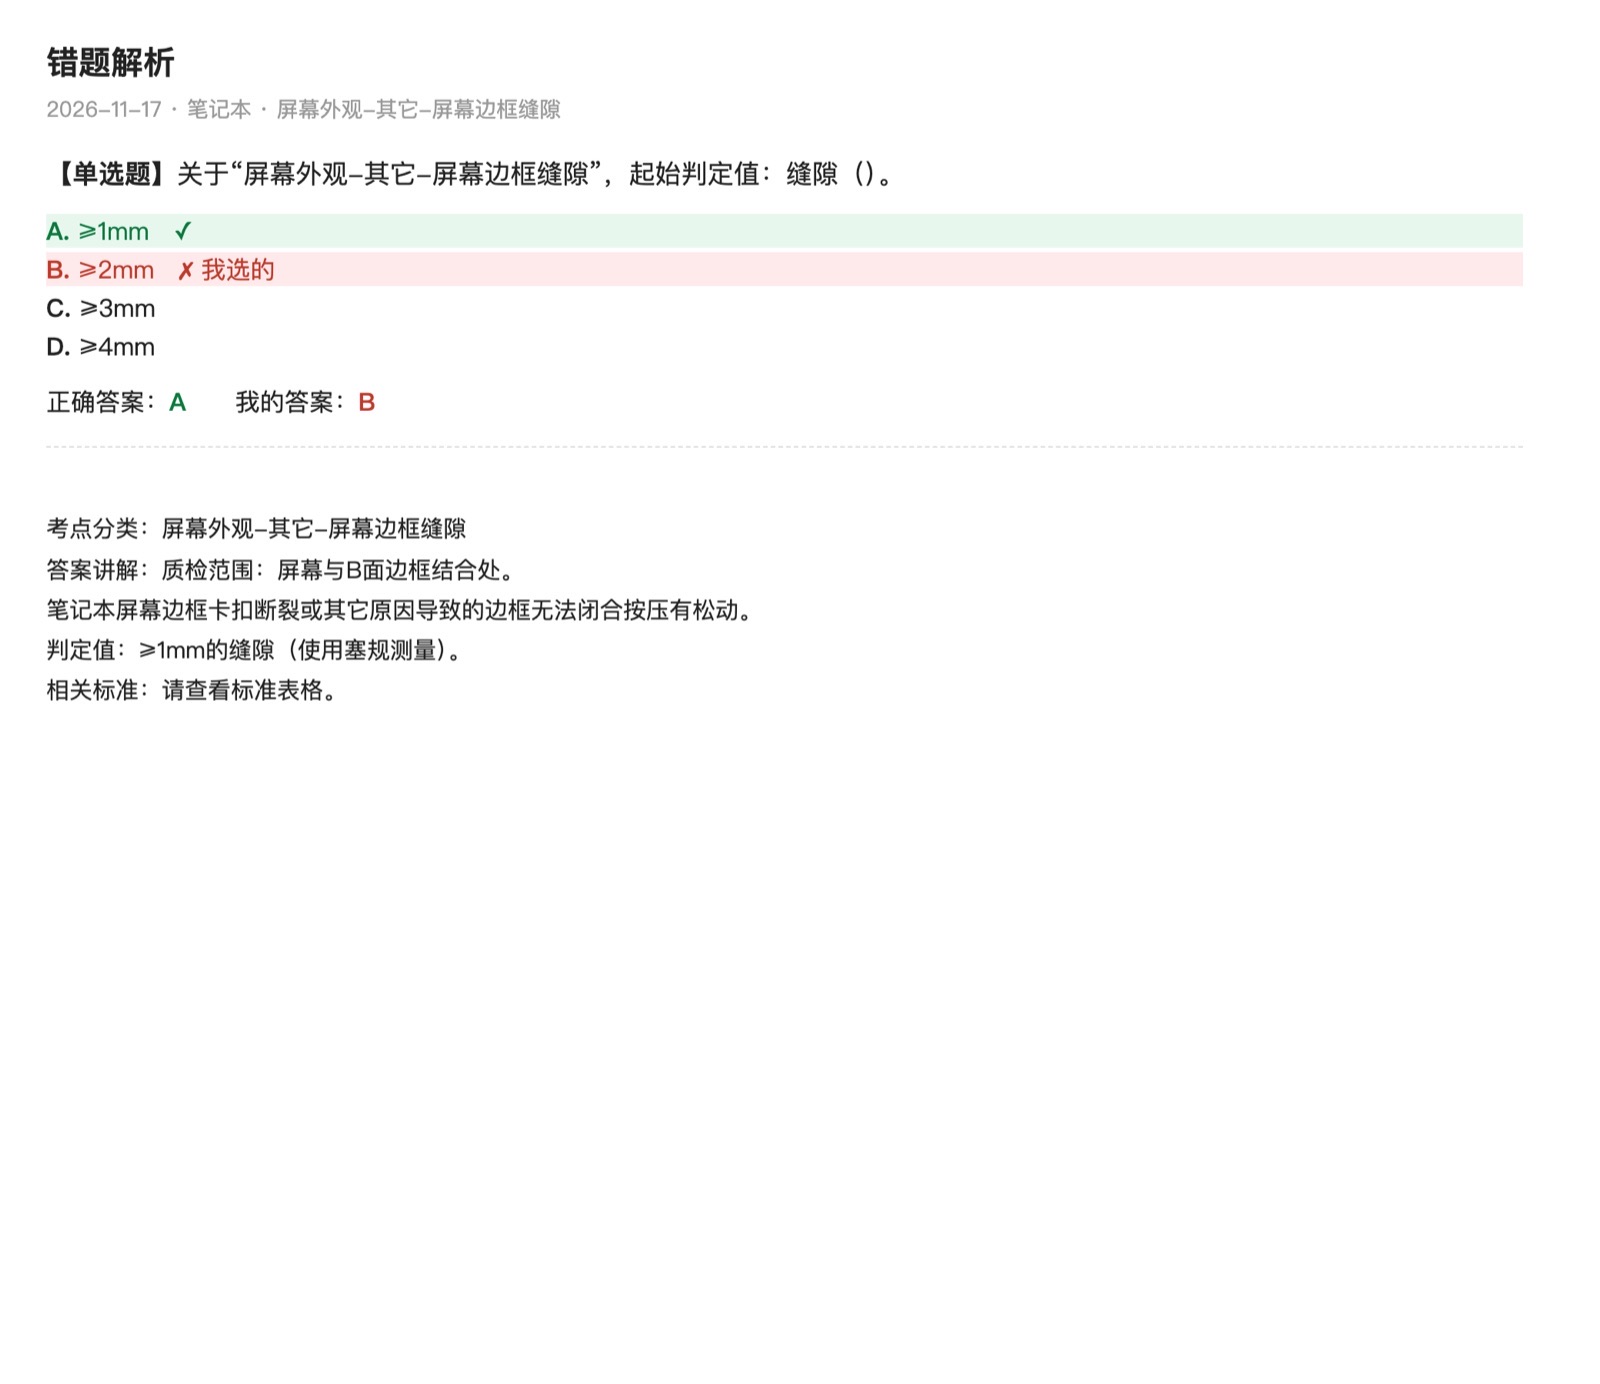 错题解析
2026-11-17 · 笔记本 · 屏幕外观-其它-屏幕边框缝隙
【单选题】关于“屏幕外观-其它-屏幕边框缝隙”，起始判定值：缝隙（）。
A. ⩾1mm ✓
B. ⩾2mm ✗ 我选的
C. ⩾3mm
D. ⩾4mm
正确答案：A 我的答案：B
考点分类：屏幕外观-其它-屏幕边框缝隙
答案讲解：质检范围：屏幕与B面边框结合处。
笔记本屏幕边框卡扣断裂或其它原因导致的边框无法闭合按压有松动。
判定值：⩾1mm的缝隙（使用塞规测量）。
相关标准：请查看标准表格。